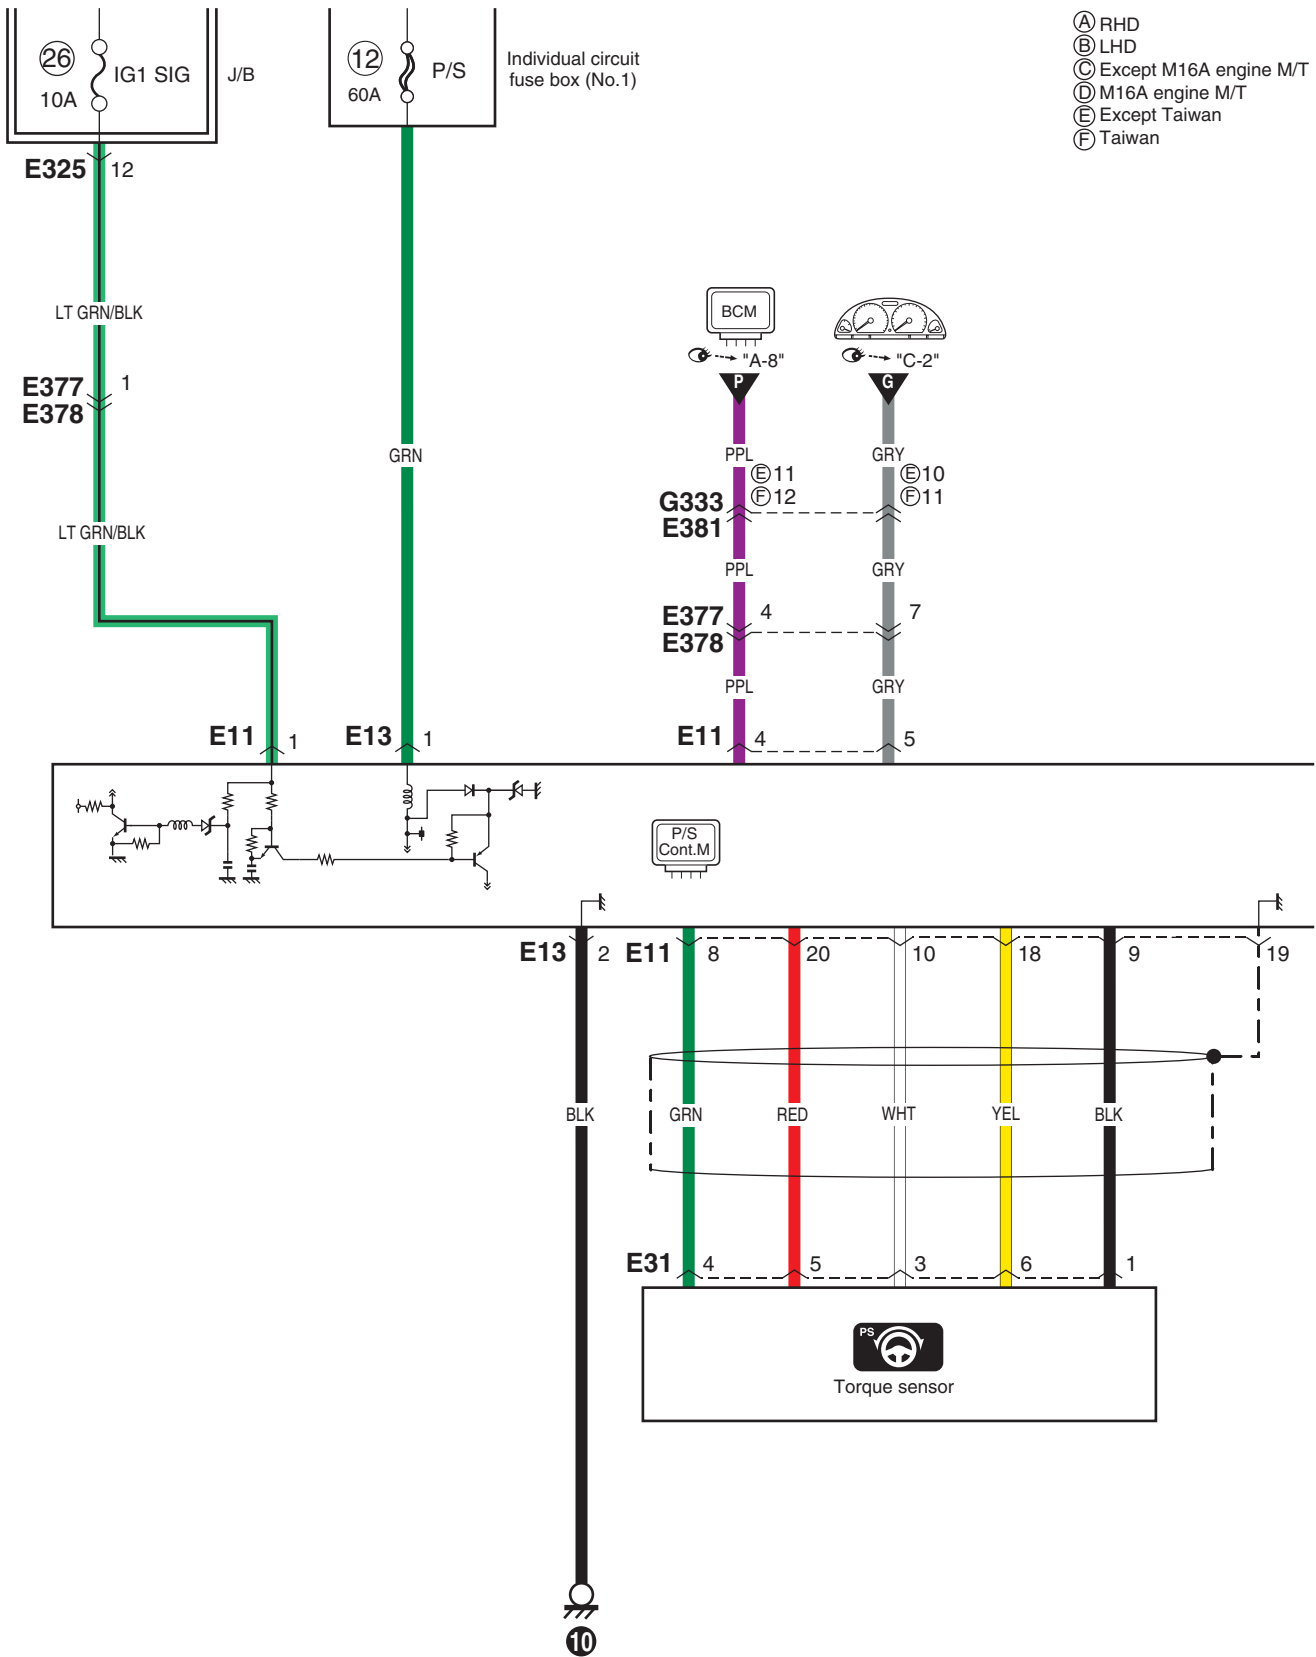 26
IG1 SIG
10A
J/B
12
P/S
60A
Individual circuit
fuse box (No.1)
A RHD
B LHD
C Except M16A engine M/T
D M16A engine M/T
E Except Taiwan
F Taiwan
E325 12
LT GRN/BLK
BCM
"A-8"
"C-2"
P
G
E377 1
E378
GRN
PPL
GRY
E11
E10
F12
F11
G333
E381
LT GRN/BLK
PPL
GRY
E377 4
7
E378
PPL
GRY
E11 1
E13 1
E11 4
5
P/S
Cont.M
E13 2
E11 8
20
10
18
9
19
BLK
GRN
RED
WHT
YEL
BLK
E31 4
5
3
6
1
PS
Torque sensor
10